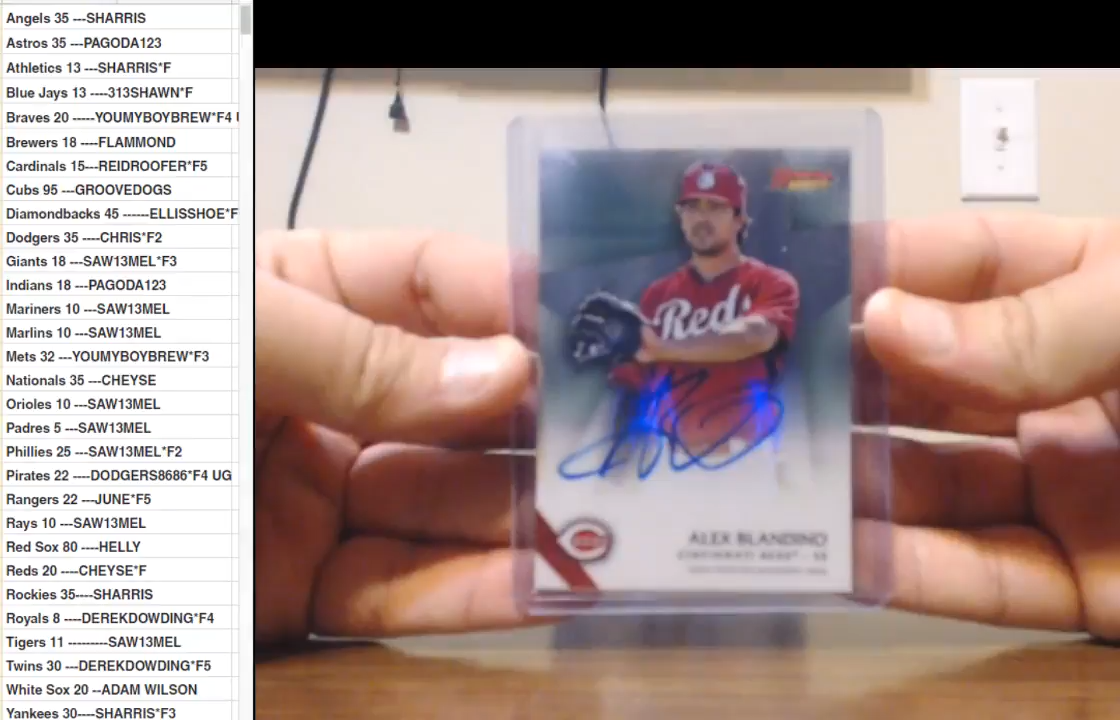 Angels 35 ---SHARRIS
Astros 35 ---PAGODA123
Athletics 13 ---SHARRIS*F
Blue Jays 13 ----313SHAWN*F
Braves 20 -----YOUMYBOYBREW*F4 U
Brewers 18 ----FLAMMOND
Cardinals 15---REIDROOFER*F5
Cubs 95 ---GROOVEDOGS
Diamondbacks 45 ------ELLISSHOE*F
Dodgers 35 ----CHRIS*F2
Giants 18 ---SAW13MEL*F3
Indians 18 ---PAGODA123
Mariners 10 ---SAW13MEL
Marlins 10 ---SAW13MEL
Mets 32 ---YOUMYBOYBREW*F3
Nationals 35 ---CHEYSE
Orioles 10 ---SAW13MEL
Padres 5 ---SAW13MEL
Phillies 25 ---SAW13MEL*F2
Pirates 22 ----DODGERS8686*F4 UG
Rangers 22 ---JUNE*F5
Rays 10 ---SAW13MEL
Red Sox 80 ----HELLY
Reds 20 ----CHEYSE*F
Rockies 35----SHARRIS
Royals 8 ----DEREKDOWDING*F4
Tigers 11 ---------SAW13MEL
Twins 30 ---DEREKDOWDING*F5
White Sox 20 --ADAM WILSON
Yankees 30----SHARRIS*F3
Reds
ALEX BLANDINO
CINCINNATI REDS